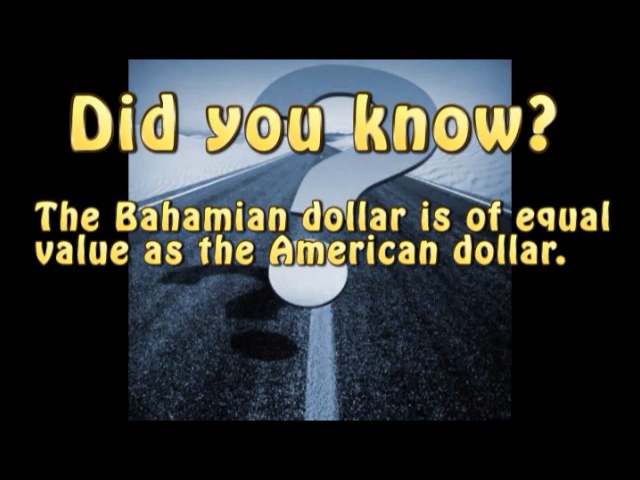 Did you know?
The Bahamian dollar is of equal
value as the American dollar.